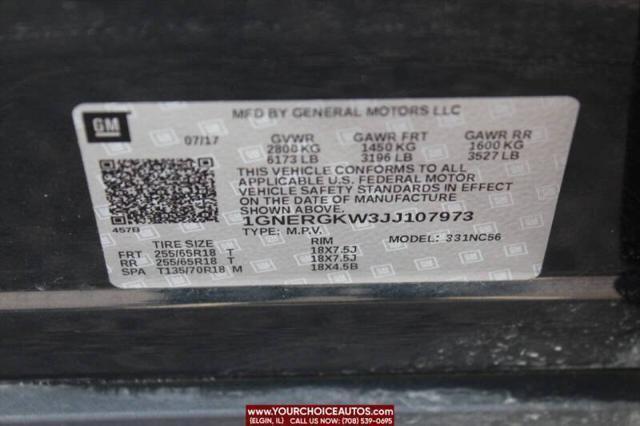 GM
MFD BY GENERAL MOTORS LLC
07/17 GVWR GAWR FRT GAWR RR
2800 KG 1450 KG 1600 KG
6173 LB 3196 LB 3527 LB
THIS VEHICLE CONFORMS TO ALL
APPLICABLE U.S. FEDERAL MOTOR
VEHICLE SAFETY STANDARDS IN EFFECT
ON THE DATE OF MANUFACTURE
SHOWN ABOVE.
1GNERGKW3JJ107973
457B TYPE: M.P.V. MODEL: 331NC56
TIRE SIZE RIM
FRT 255/65R18 T 18X7.5J
RR 255/65R18 T 18X7.5J
SPA T135/70R18 M 18X4.5B
WWW.YOURCHOICEAUTOS.COM
(ELGIN, IL) (708) 539-0695